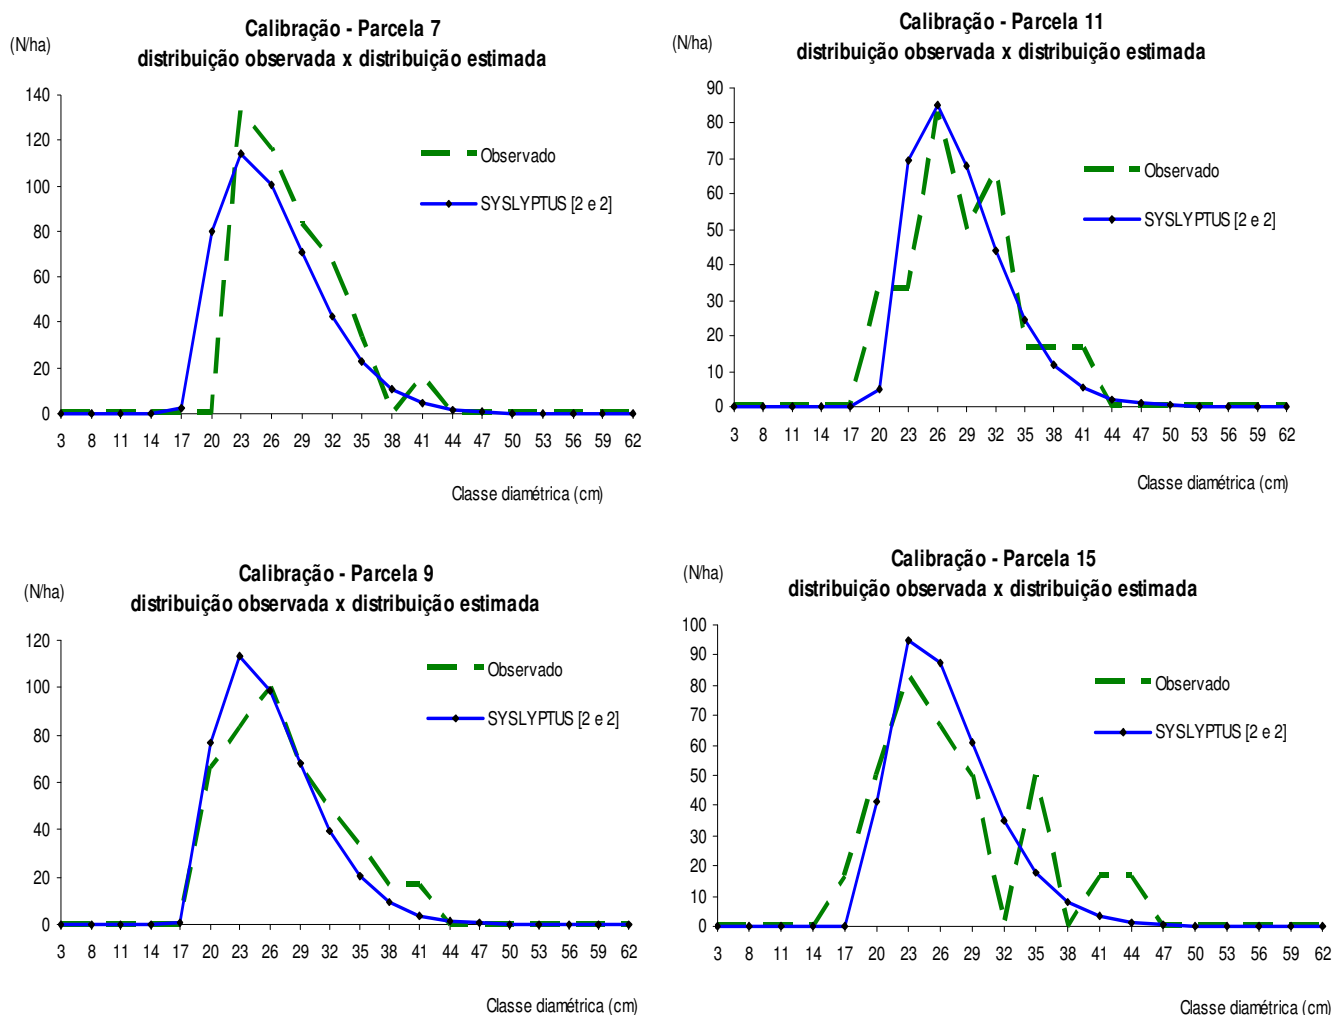 Calibração - Parcela 7
distribuição observada x distribuição estimada
(N/ha)
140
120
100
80
60
40
20
0
Observado
SYSLYPTUS [2 e 2]
3 8 11 14 17 20 23 26 29 32 35 38 41 44 47 50 53 56 59 62
Classe diamétrica (cm)
Calibração - Parcela 11
distribuição observada x distribuição estimada
(N/ha)
90
80
70
60
50
40
30
20
10
0
Observado
SYSLYPTUS [2 e 2]
3 8 11 14 17 20 23 26 29 32 35 38 41 44 47 50 53 56 59 62
Classe diamétrica (cm)
Calibração - Parcela 9
distribuição observada x distribuição estimada
(N/ha)
120
100
80
60
40
20
0
Observado
SYSLYPTUS [2 e 2]
3 8 11 14 17 20 23 26 29 32 35 38 41 44 47 50 53 56 59 62
Classe diamétrica (cm)
Calibração - Parcela 15
distribuição observada x distribuição estimada
(N/ha)
100
90
80
70
60
50
40
30
20
10
0
Observado
SYSLYPTUS [2 e 2]
3 8 11 14 17 20 23 26 29 32 35 38 41 44 47 50 53 56 59 62
Classe diamétrica (cm)